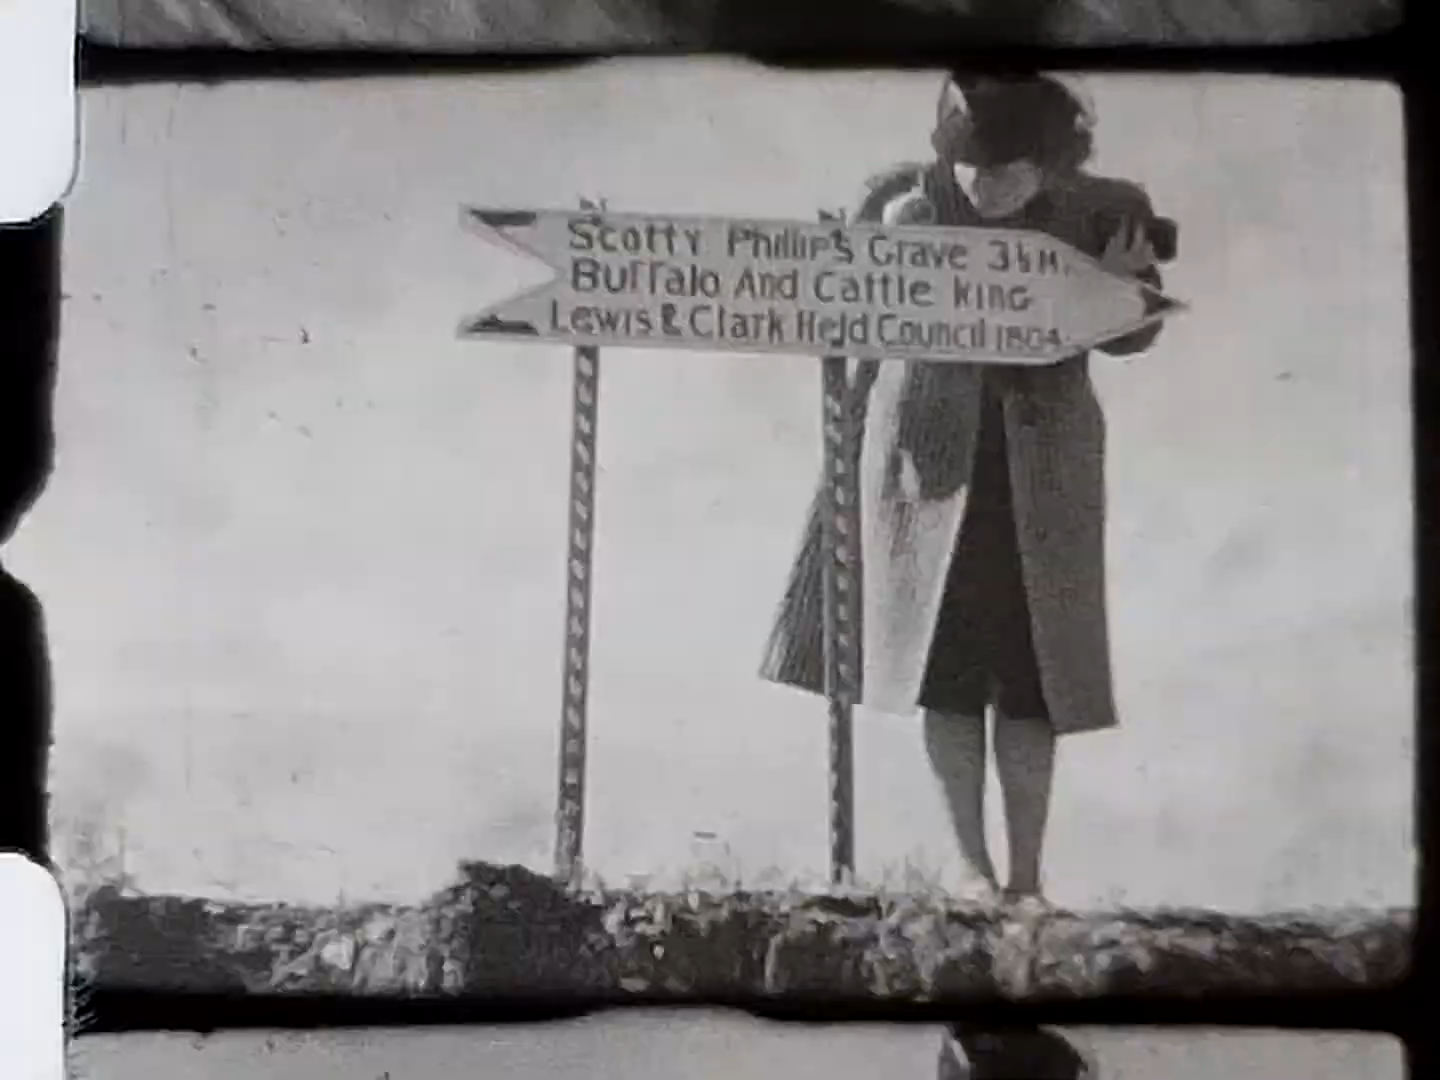 Scotty Phillip's Grave 3½ M.
Buffalo And Cattle King
Lewis & Clark Held Council 1804